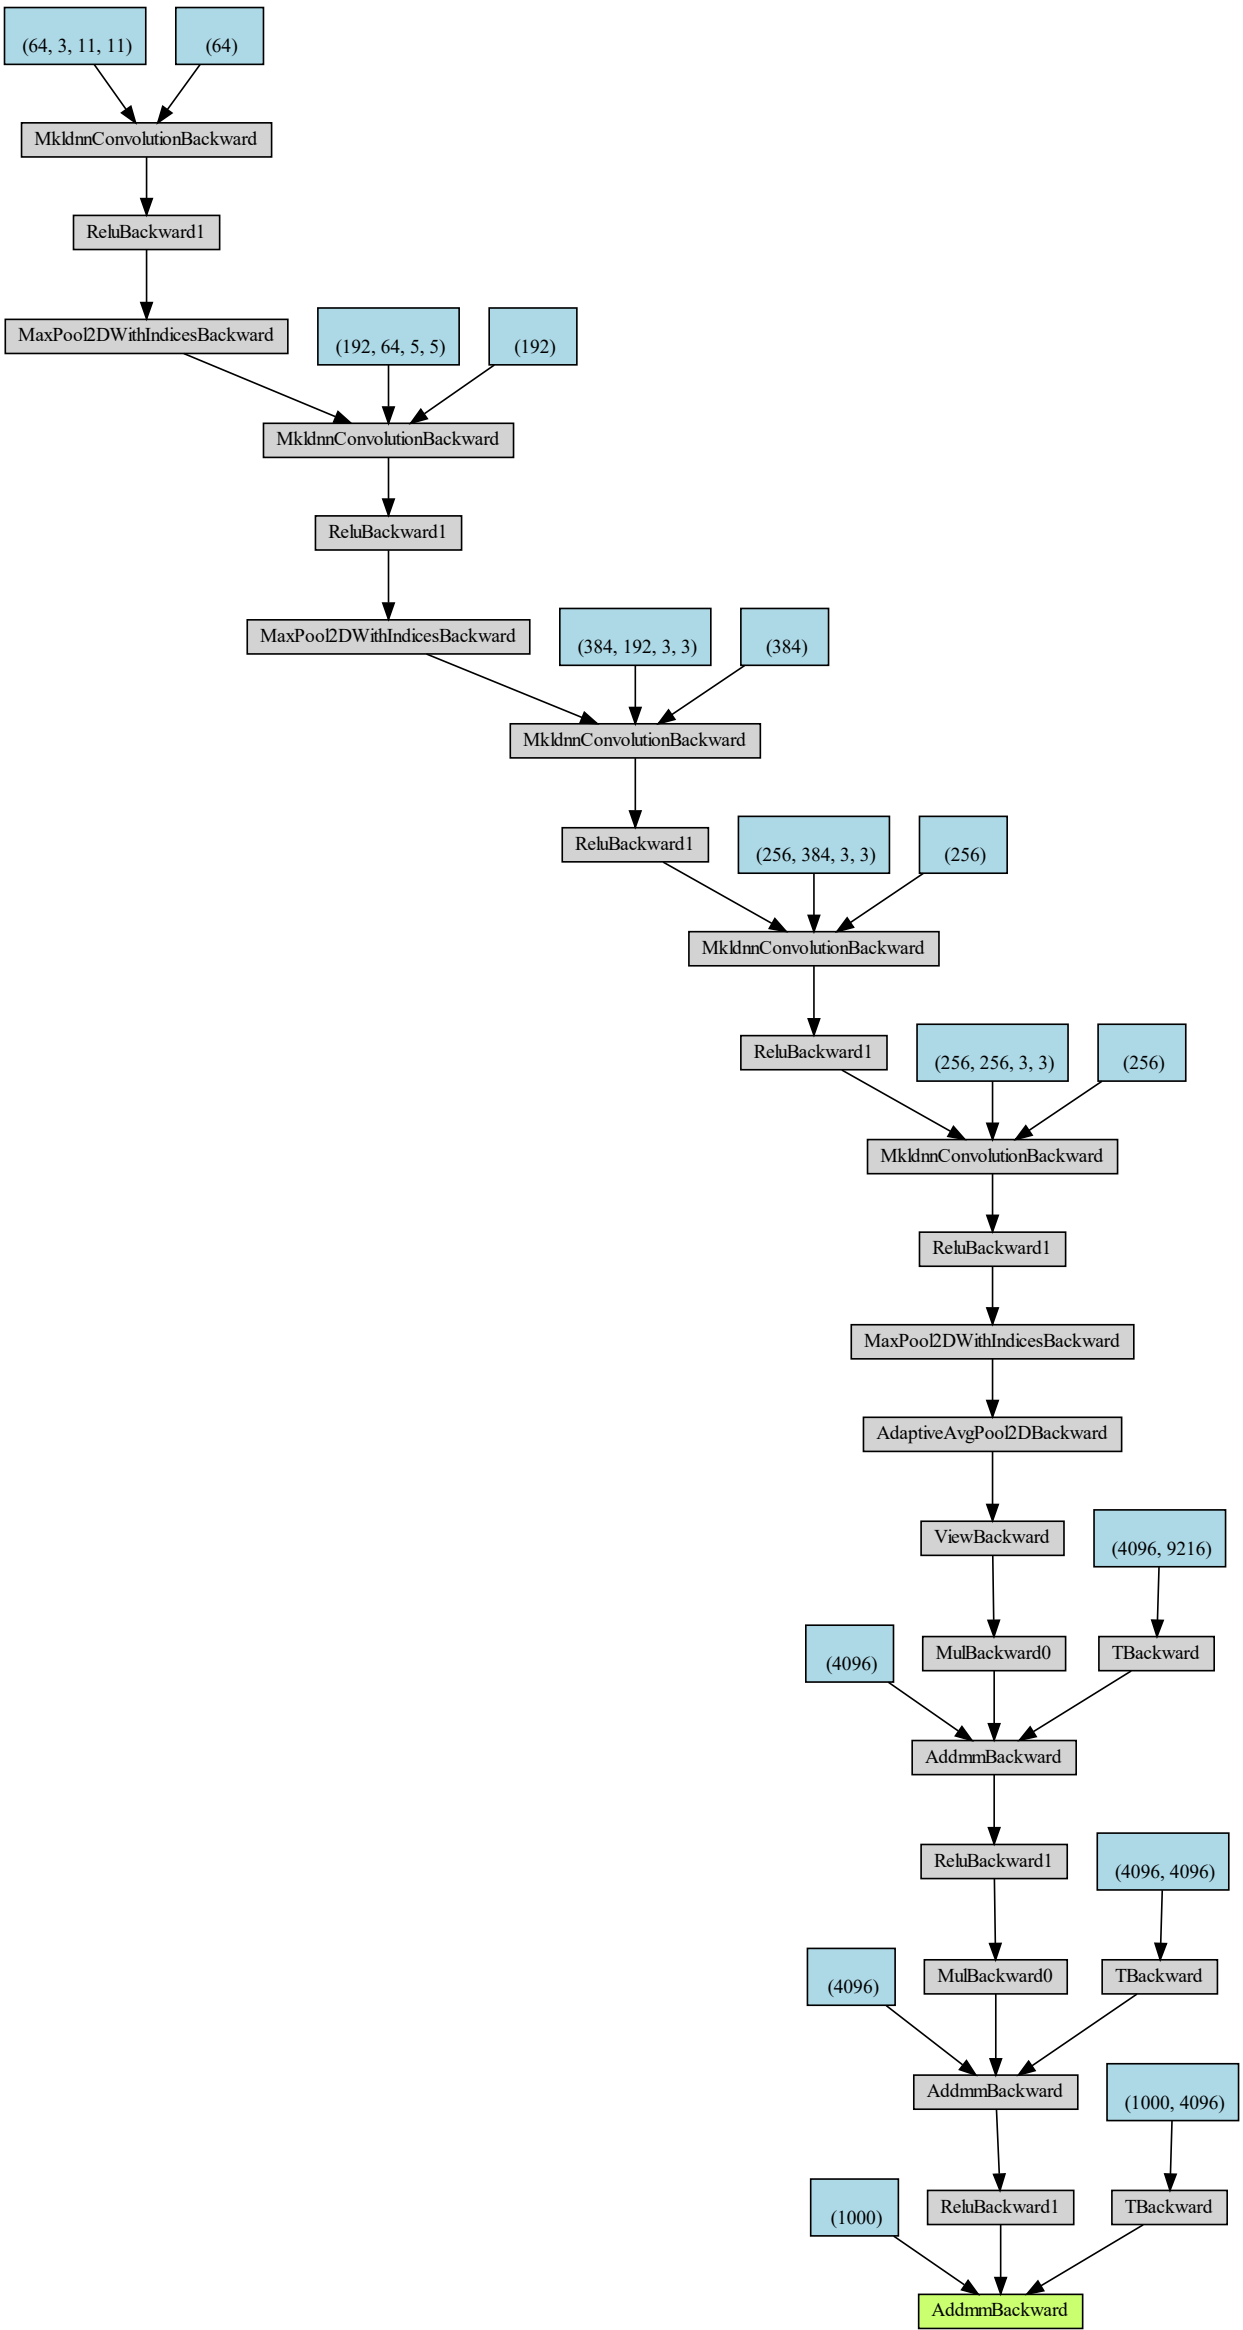 (64, 3, 11, 11)
(64)
MkldnnConvolutionBackward
ReluBackward1
MaxPool2DWithIndicesBackward
(192, 64, 5, 5)
(192)
MkldnnConvolutionBackward
ReluBackward1
MaxPool2DWithIndicesBackward
(384, 192, 3, 3)
(384)
MkldnnConvolutionBackward
ReluBackward1
(256, 384, 3, 3)
(256)
MkldnnConvolutionBackward
ReluBackward1
(256, 256, 3, 3)
(256)
MkldnnConvolutionBackward
ReluBackward1
MaxPool2DWithIndicesBackward
AdaptiveAvgPool2DBackward
ViewBackward
(4096, 9216)
(4096)
MulBackward0
TBackward
AddmmBackward
ReluBackward1
(4096, 4096)
(4096)
MulBackward0
TBackward
AddmmBackward
(1000, 4096)
(1000)
ReluBackward1
TBackward
AddmmBackward